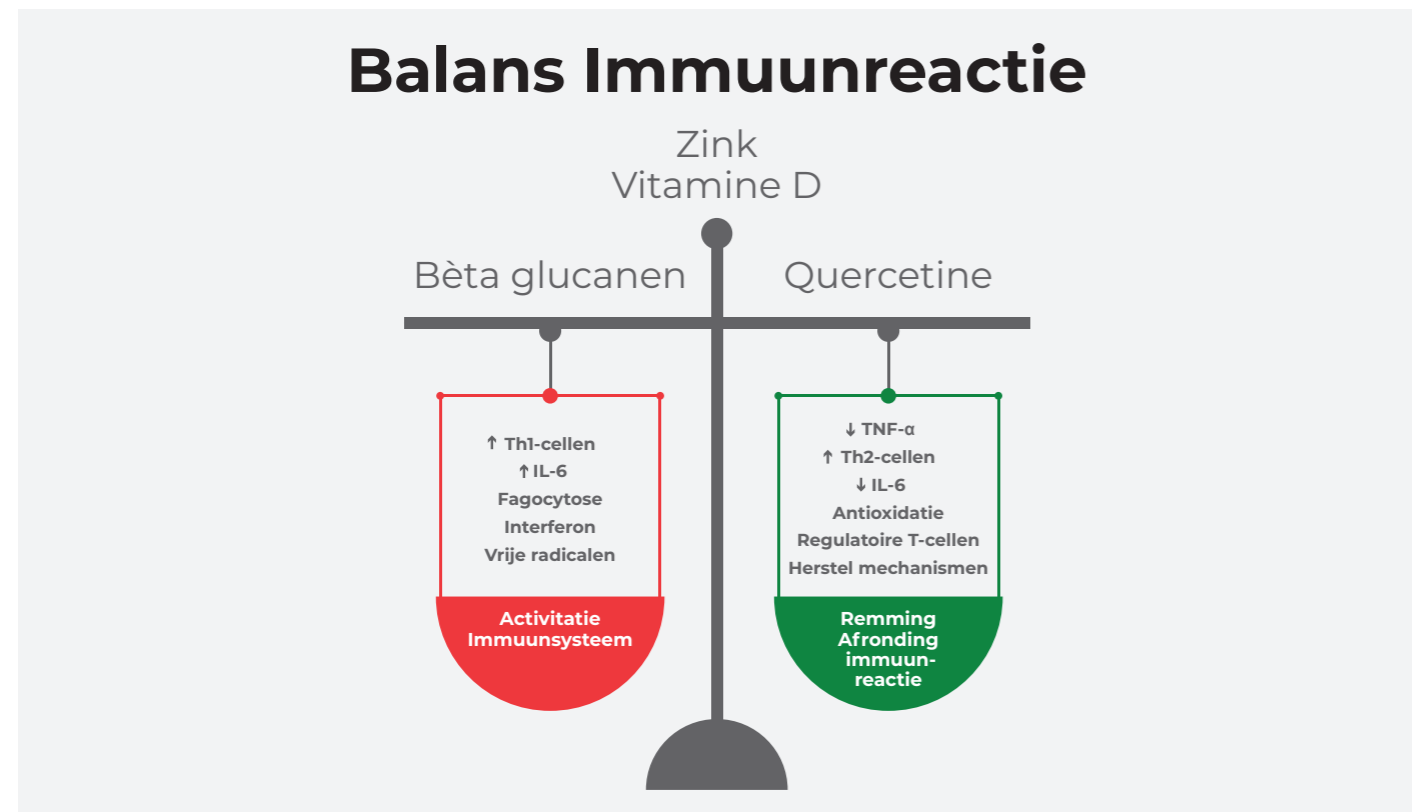 Balans Immuunreactie
Zink
Vitamine D
Bèta glucanen
Quercetine
↑ Th1-cellen
↑ IL-6
Fagocytose
Interferon
Vrije radicalen
Activitatie
Immuunsysteem
↓ TNF-α
↑ Th2-cellen
↓ IL-6
Antioxidatie
Regulatoire T-cellen
Herstel mechanismen
Remming
Afronding
immuun-
reactie